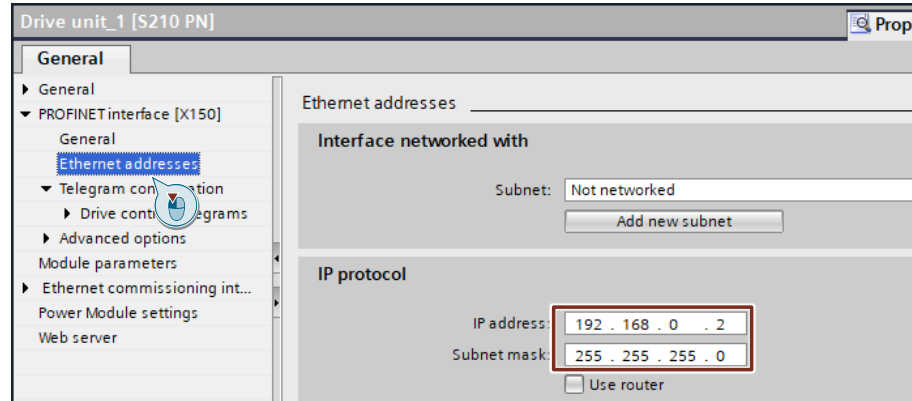 Drive unit_1 [S210 PN]
Prop
General
General
PROFINET interface [X150]
General
Ethernet addresses
Telegram con ation
Drive cont egrams
Advanced options
Module parameters
Ethernet commissioning int...
Power Module settings
Web server
Ethernet addresses
Interface networked with
Subnet: Not networked
Add new subnet
IP protocol
IP address: 192 . 168 . 0 . 2
Subnet mask: 255 . 255 . 255 . 0
Use router